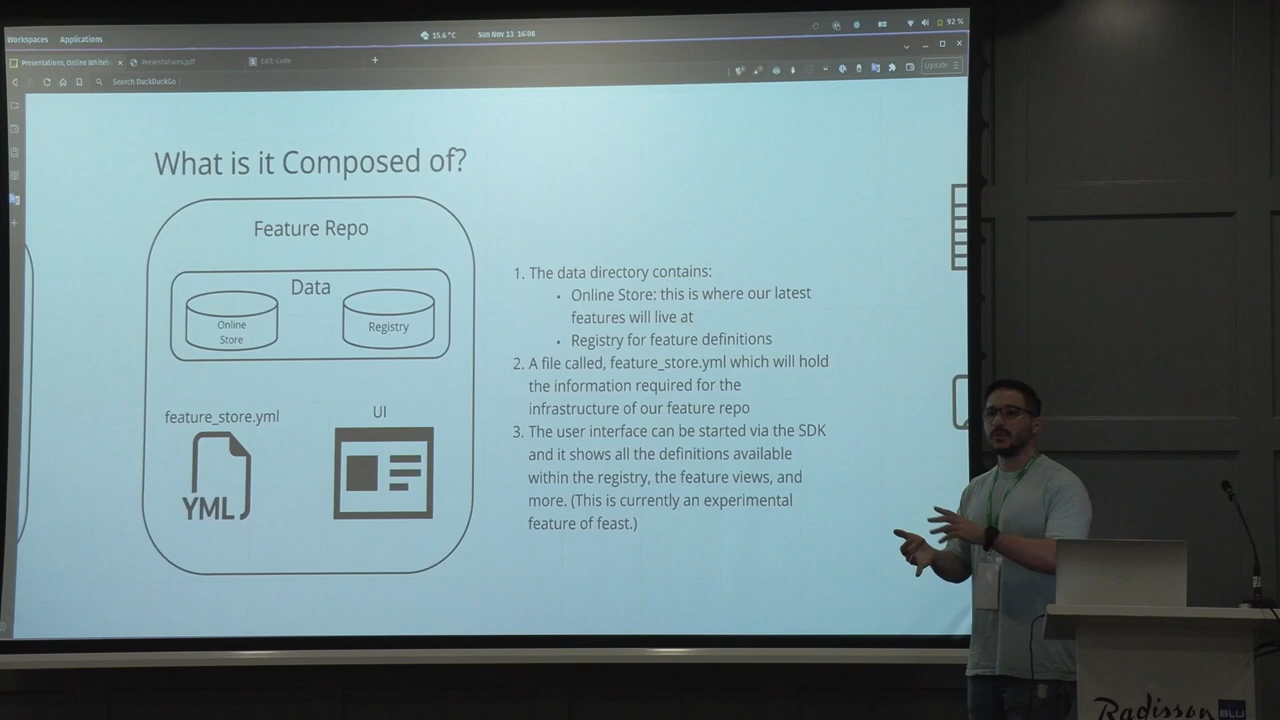 Workspaces Applications 15.6 °C Sun Nov 13 16:08 92 %
Presentations, Online Whiteb Presentations.pdf Edit: Code
Search DuckDuckGo Update
What is it Composed of?
Feature Repo
Data
Online
Store
Registry
feature_store.yml
UI
YML
1. The data directory contains:
• Online Store: this is where our latest
features will live at
• Registry for feature definitions
2. A file called, feature_store.yml which will hold
the information required for the
infrastructure of our feature repo
3. The user interface can be started via the SDK
and it shows all the definitions available
within the registry, the feature views, and
more. (This is currently an experimental
feature of feast.)
Radisson BLU